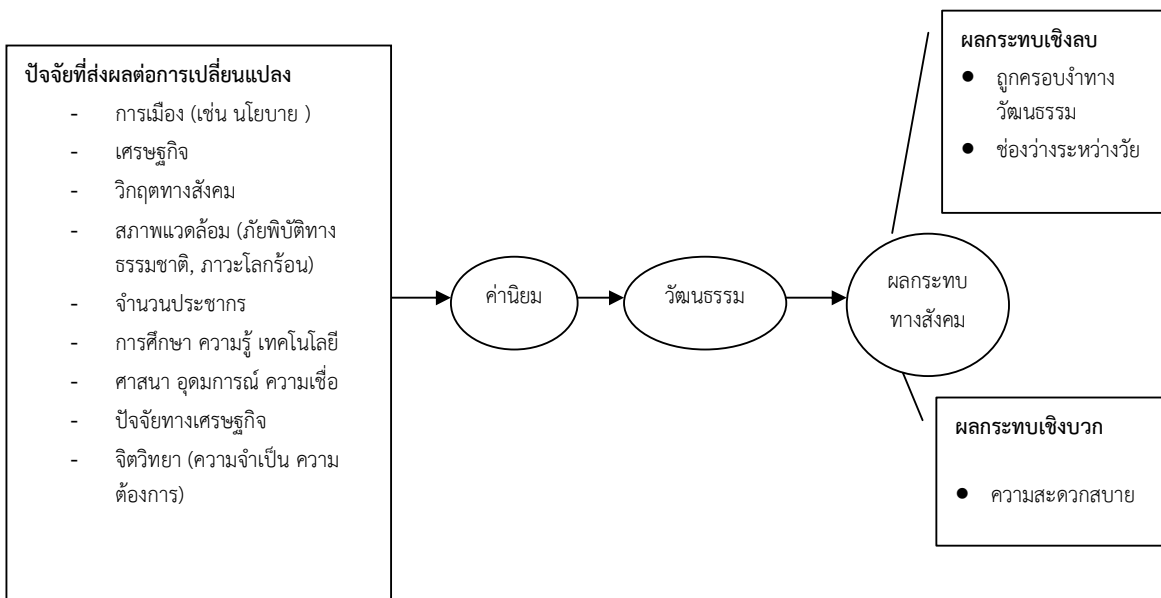 ปัจจัยที่ส่งผลต่อการเปลี่ยนแปลง
- การเมือง (เช่น นโยบาย )
- เศรษฐกิจ
- วิกฤตทางสังคม
- สภาพแวดล้อม (ภัยพิบัติทาง
ธรรมชาติ, ภาวะโลกร้อน)
- จำนวนประชากร
- การศึกษา ความรู้ เทคโนโลยี
- ศาสนา อุดมการณ์ ความเชื่อ
- ปัจจัยทางเศรษฐกิจ
- จิตวิทยา (ความจำเป็น ความ
ต้องการ)
ค่านิยม
วัฒนธรรม
ผลกระทบ
ทางสังคม
ผลกระทบเชิงลบ
● ถูกครอบงำทาง
วัฒนธรรม
● ช่องว่างระหว่างวัย
ผลกระทบเชิงบวก
● ความสะดวกสบาย